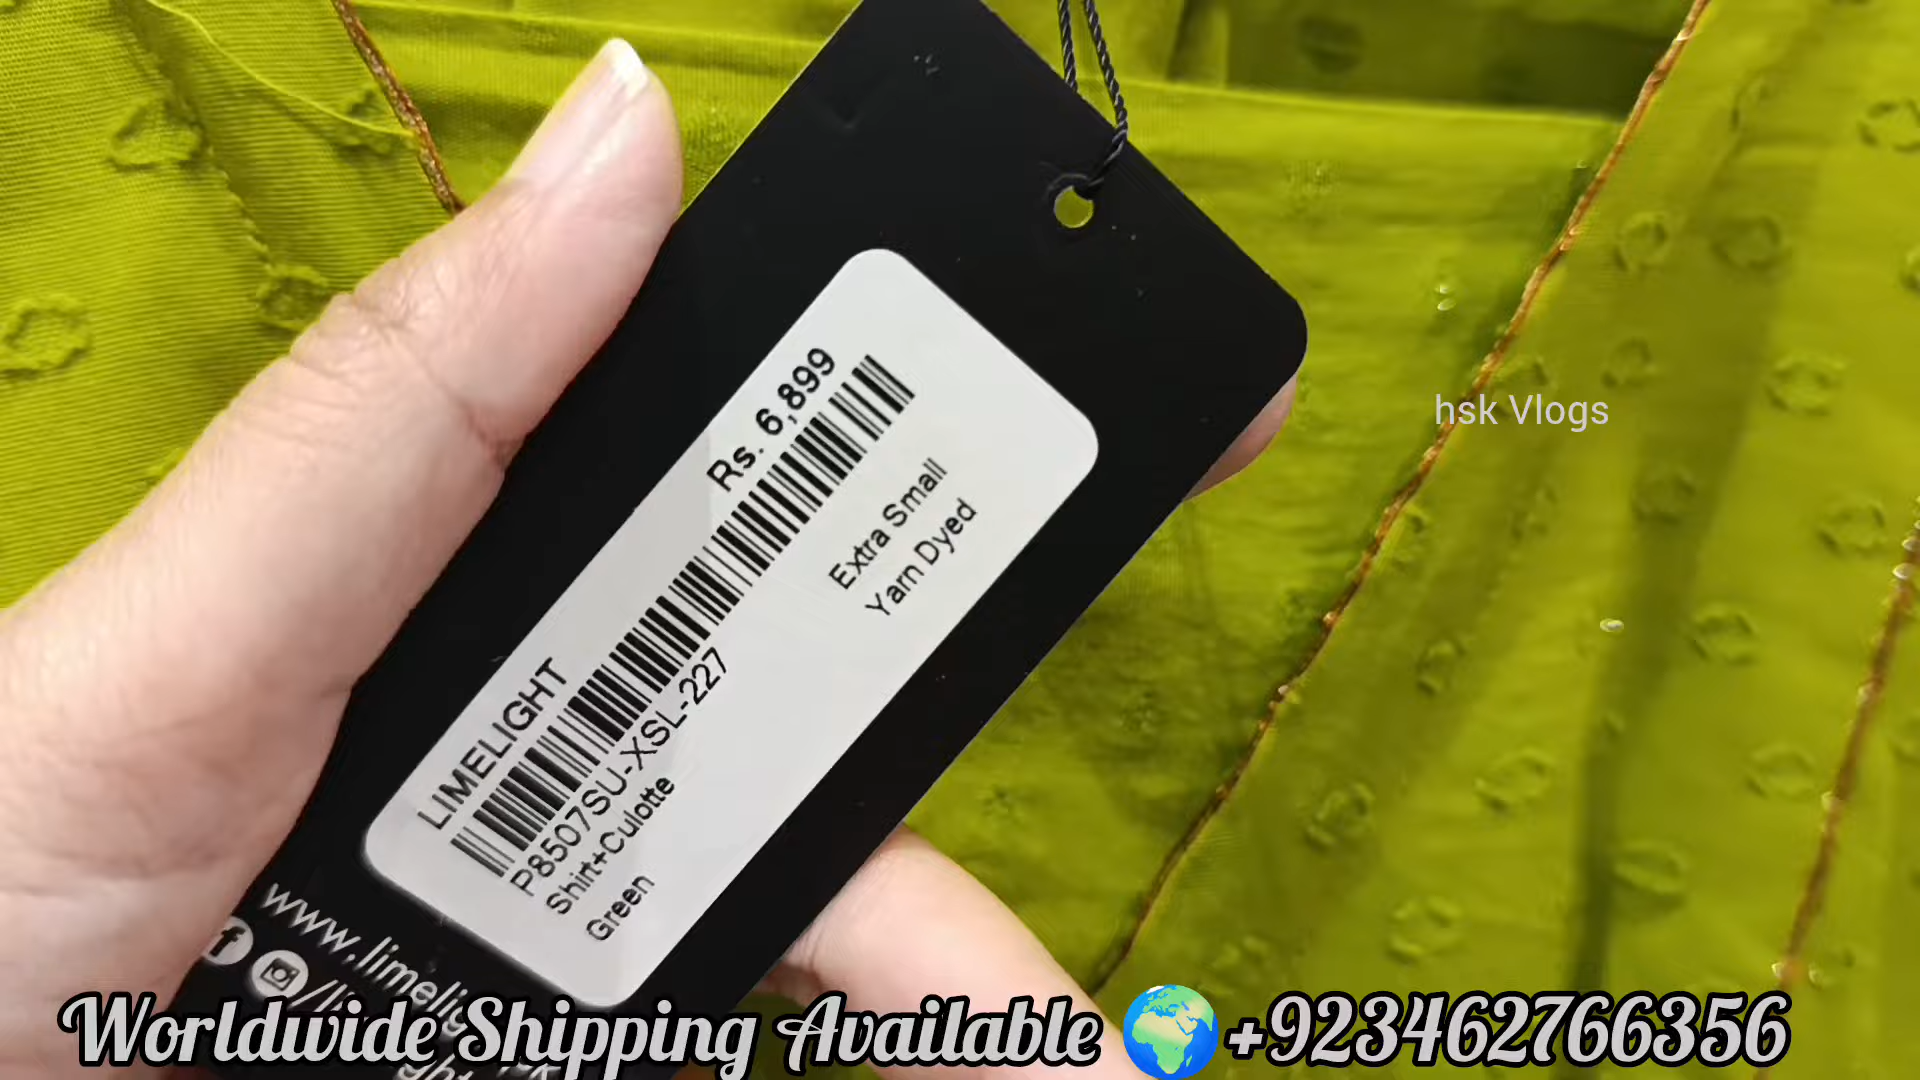 LIMELIGHT
Rs. 6,899
P8507SU-XSL-227
Shirt+Culotte
Extra Small
Green
Yarn Dyed
hsk Vlogs
Worldwide Shipping Available 🌍 +923462766356